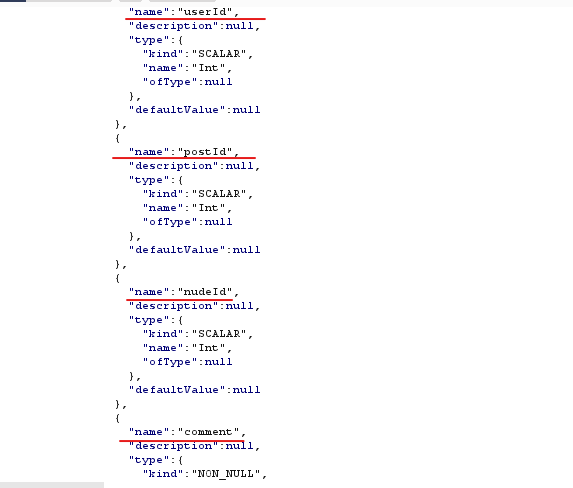 "name":"userId",
"description":null,
"type":{
"kind":"SCALAR",
"name":"Int",
"ofType":null
},
"defaultValue":null
},
{
"name":"postId",
"description":null,
"type":{
"kind":"SCALAR",
"name":"Int",
"ofType":null
},
"defaultValue":null
},
{
"name":"nudeId",
"description":null,
"type":{
"kind":"SCALAR",
"name":"Int",
"ofType":null
},
"defaultValue":null
},
{
"name":"comment",
"description":null,
"type":{
"kind":"NON_NULL",